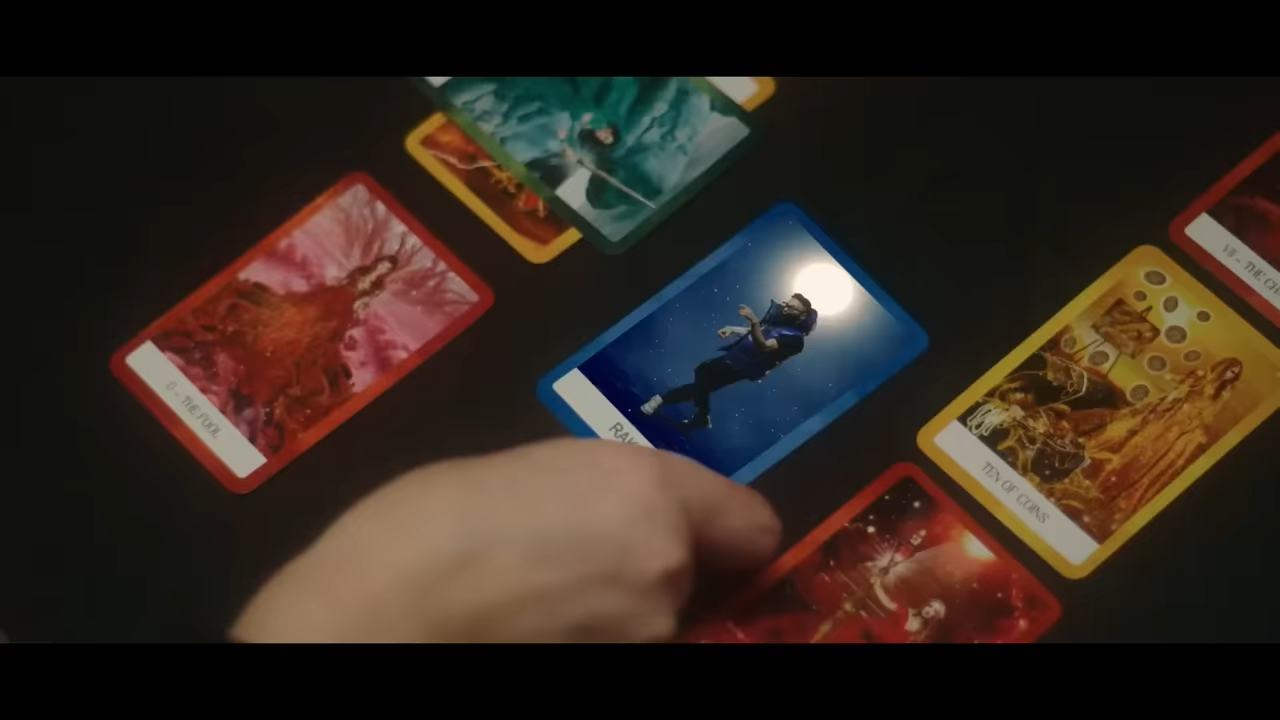 0 – THE FOOL
RAK
TEN OF COINS
VII – THE CH